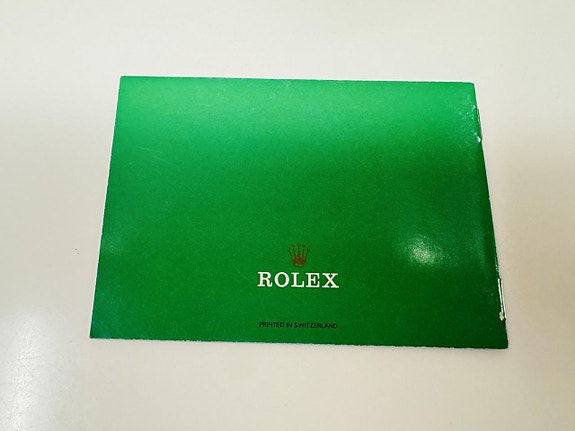 ROLEX
PRINTED IN SWITZERLAND